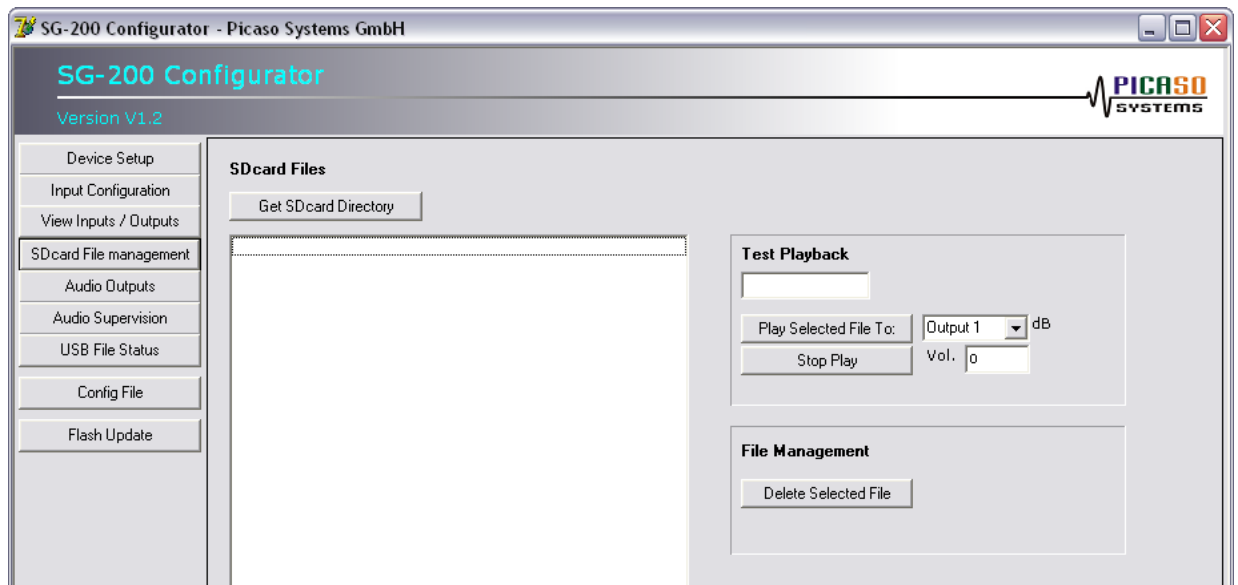 SG-200 Configurator - Picaso Systems GmbH
SG-200 Configurator
Version V1.2
PICASO
SYSTEMS
Device Setup
Input Configuration
View Inputs / Outputs
SDcard File management
Audio Outputs
Audio Supervision
USB File Status
Config File
Flash Update
SDcard Files
Get SDcard Directory
Test Playback
Play Selected File To:
Output 1
dB
Stop Play
Vol.
0
File Management
Delete Selected File